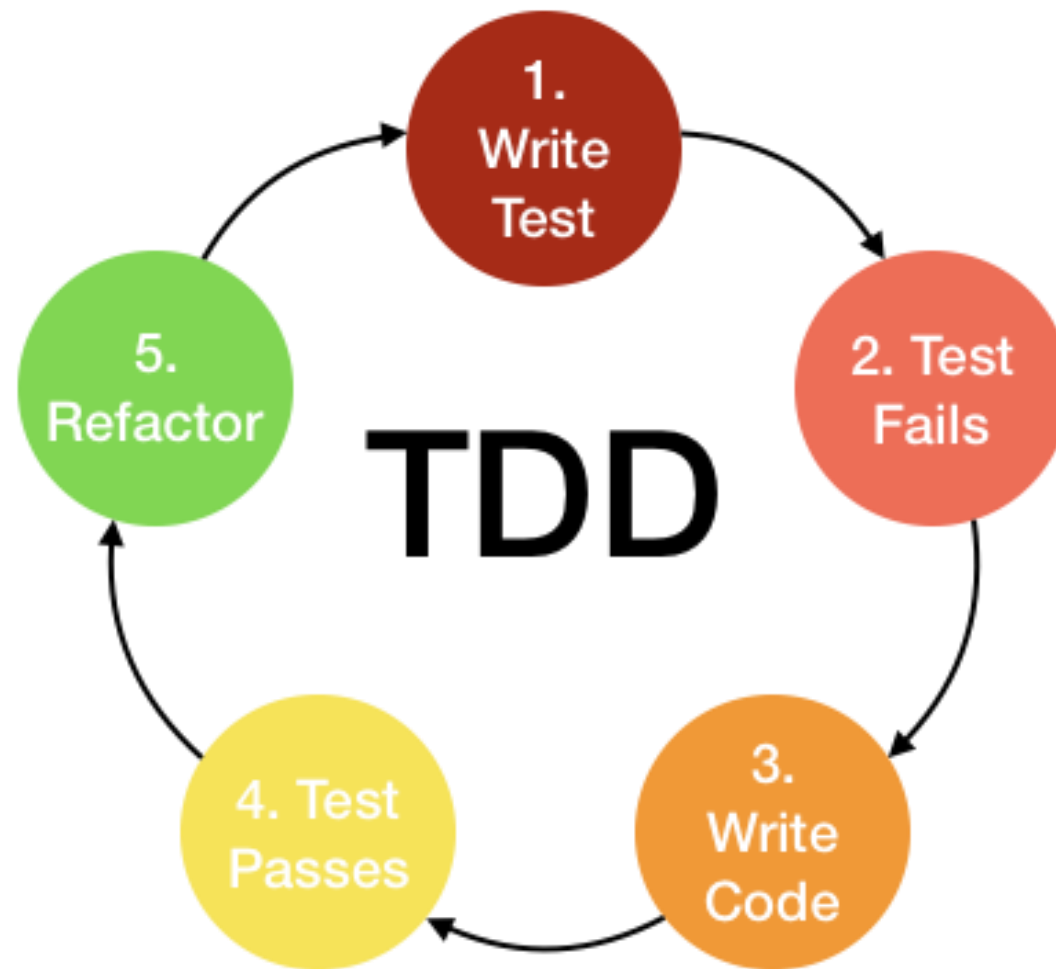 1.
Write
Test
2. Test
Fails
3.
Write
Code
4. Test
Passes
5.
Refactor
TDD